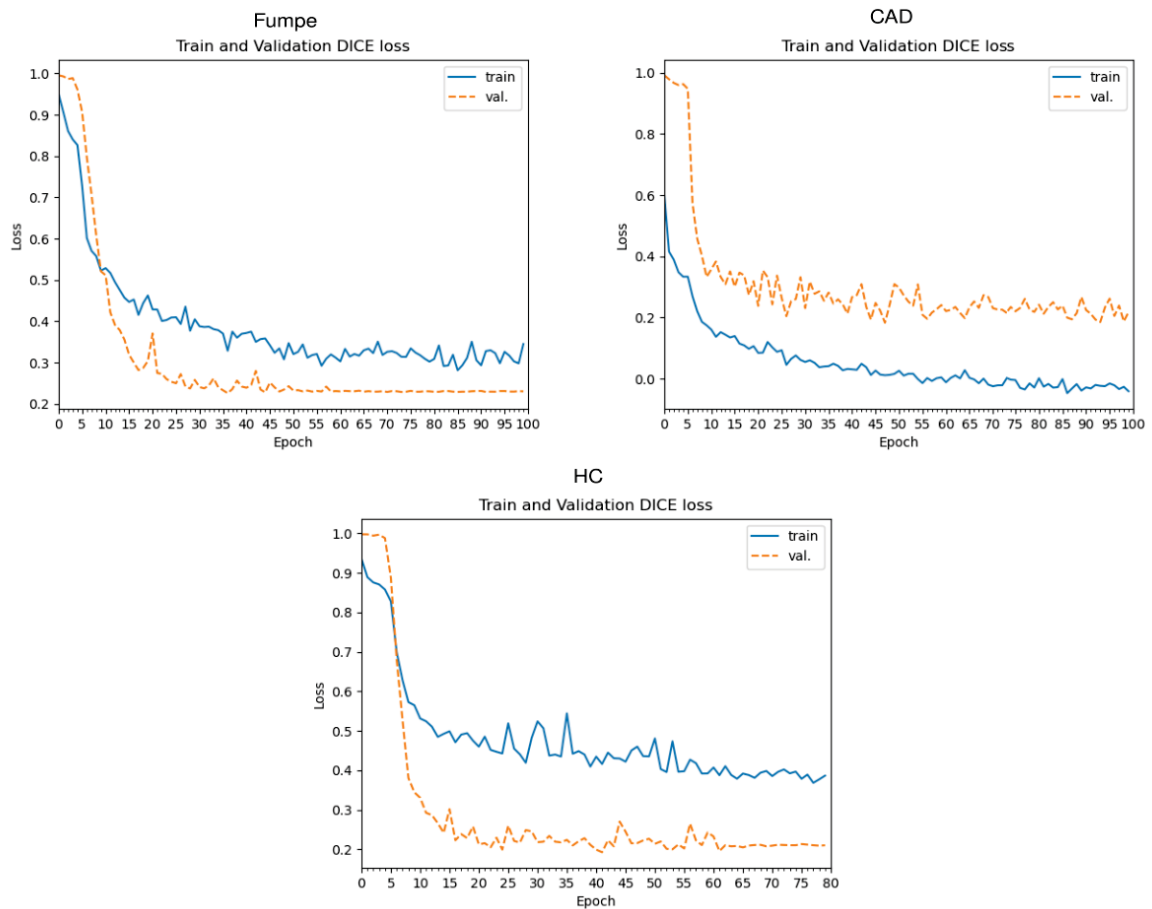 Fumpe
Train and Validation DICE loss
train
val.
Loss
1.0
0.9
0.8
0.7
0.6
0.5
0.4
0.3
0.2
0 5 10 15 20 25 30 35 40 45 50 55 60 65 70 75 80 85 90 95 100
Epoch
CAD
Train and Validation DICE loss
train
val.
Loss
1.0
0.8
0.6
0.4
0.2
0.0
0 5 10 15 20 25 30 35 40 45 50 55 60 65 70 75 80 85 90 95 100
Epoch
HC
Train and Validation DICE loss
train
val.
Loss
1.0
0.9
0.8
0.7
0.6
0.5
0.4
0.3
0.2
0 5 10 15 20 25 30 35 40 45 50 55 60 65 70 75 80
Epoch